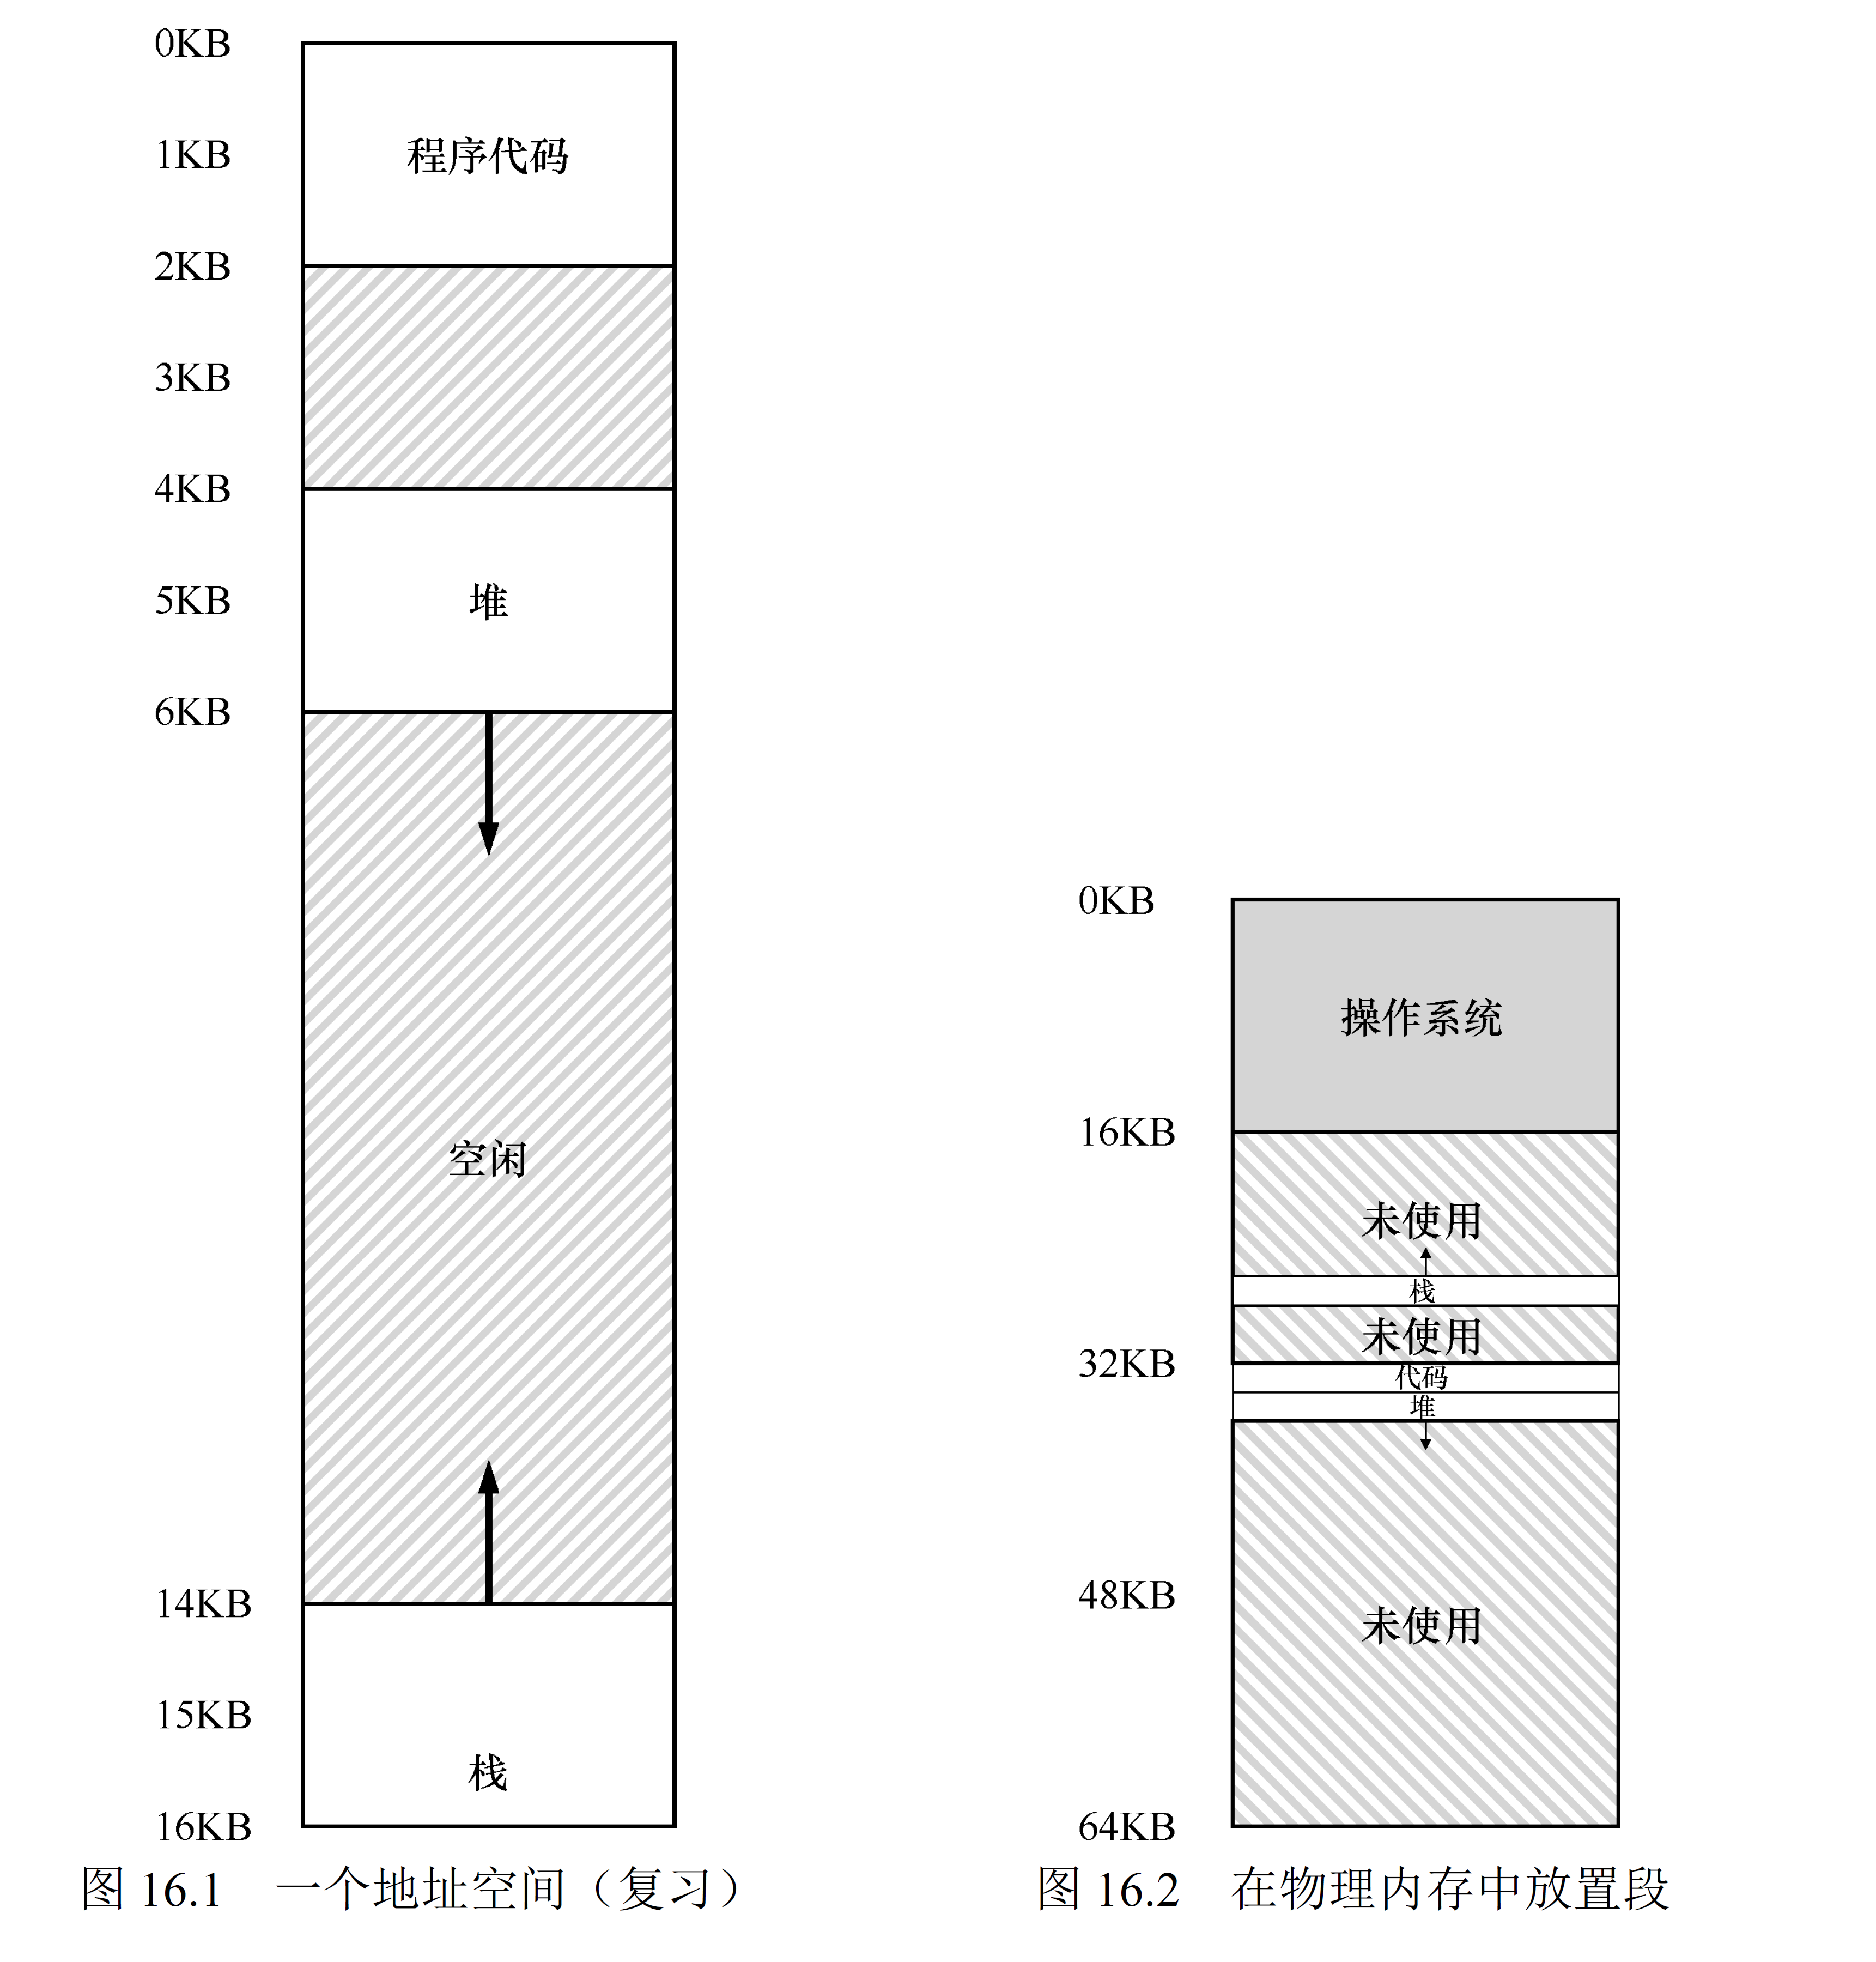 0KB
1KB
程序代码
2KB
3KB
4KB
5KB
堆
6KB
空闲
14KB
15KB
栈
16KB
图 16.1 一个地址空间（复习）
0KB
操作系统
16KB
未使用
栈
未使用
32KB
代码
堆
48KB
未使用
64KB
图 16.2 在物理内存中放置段